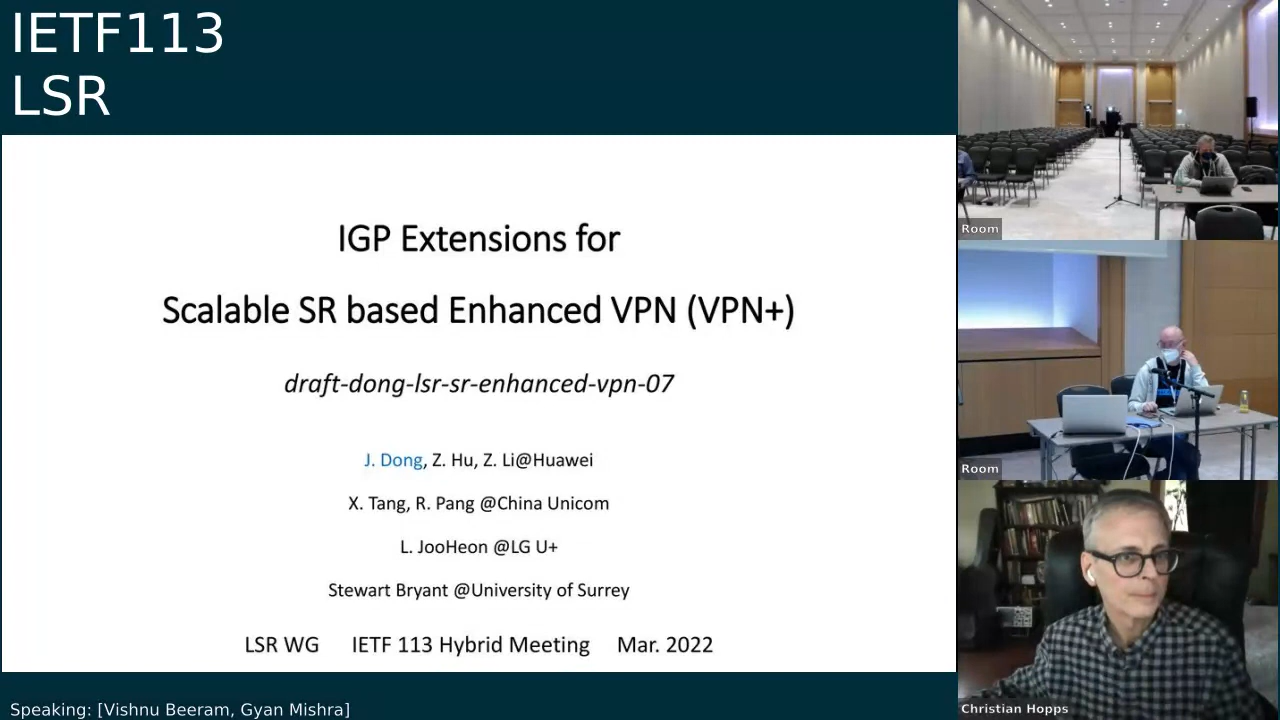 IETF113
LSR
IGP Extensions for
Scalable SR based Enhanced VPN (VPN+)
draft-dong-lsr-sr-enhanced-vpn-07
J. Dong, Z. Hu, Z. Li@Huawei
X. Tang, R. Pang @China Unicom
L. JooHeon @LG U+
Stewart Bryant @University of Surrey
LSR WG IETF 113 Hybrid Meeting Mar. 2022
Speaking: [Vishnu Beeram, Gyan Mishra]
Room
Room
Christian Hopps